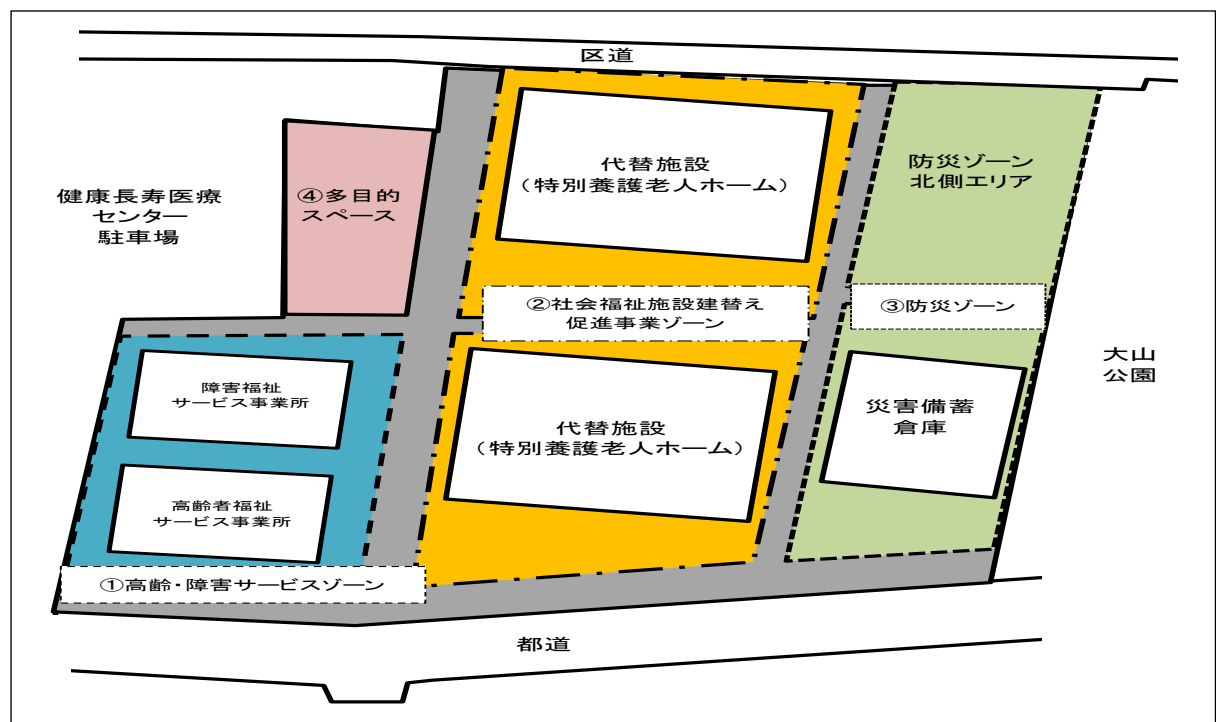 区道
代替施設
（特別養護老人ホーム）
防災ゾーン
北側エリア
健康長寿医療
センター
駐車場
④多目的
スペース
②社会福祉施設建替え
促進事業ゾーン
③防災ゾーン
大山
公園
障害福祉
サービス事業所
代替施設
（特別養護老人ホーム）
災害備蓄
倉庫
高齢者福祉
サービス事業所
①高齢・障害サービスゾーン
都道